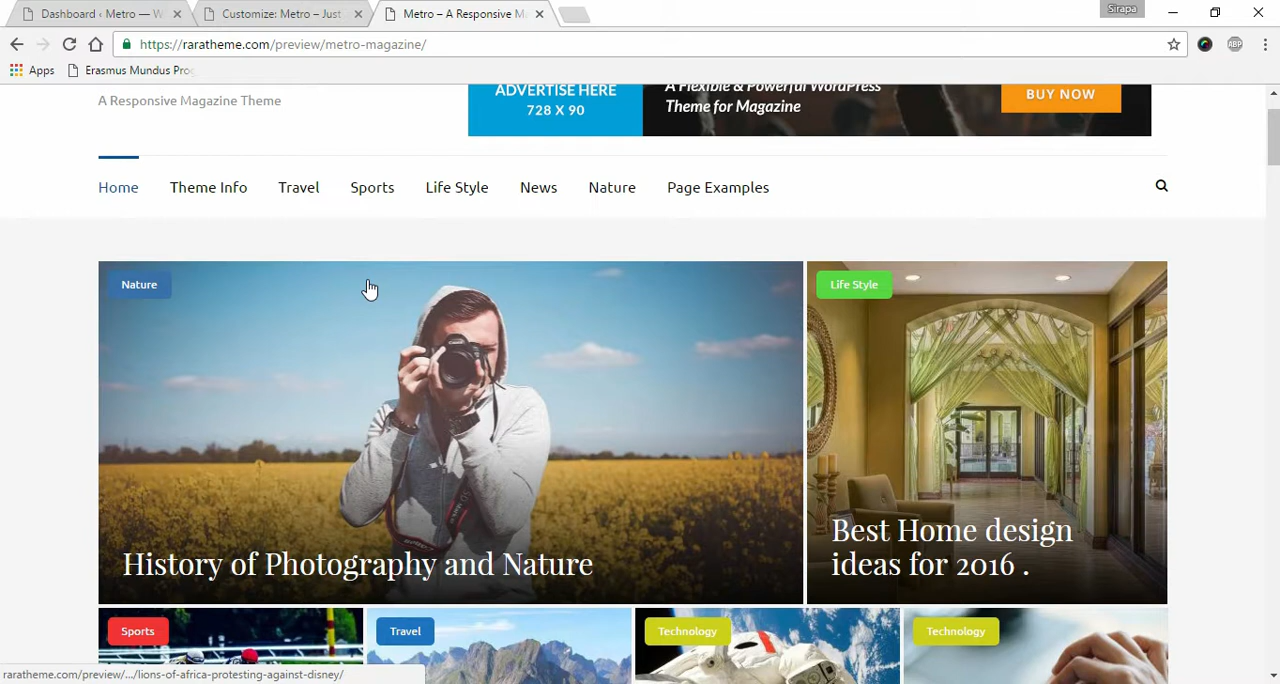 Dashboard ‹ Metro — W
Customize: Metro – Just
Metro – A Responsive M
Sirapa
https://raratheme.com/preview/metro-magazine/
ABP
Apps
Erasmus Mundus Pro
A Responsive Magazine Theme
ADVERTISE HERE
728 X 90
A Flexible & Powerful WordPress
Theme for Magazine
BUY NOW
Home
Theme Info
Travel
Sports
Life Style
News
Nature
Page Examples
Nature
History of Photography and Nature
Life Style
Best Home design
ideas for 2016 .
Sports
Travel
Technology
Technology
raratheme.com/preview/.../lions-of-africa-protesting-against-disney/